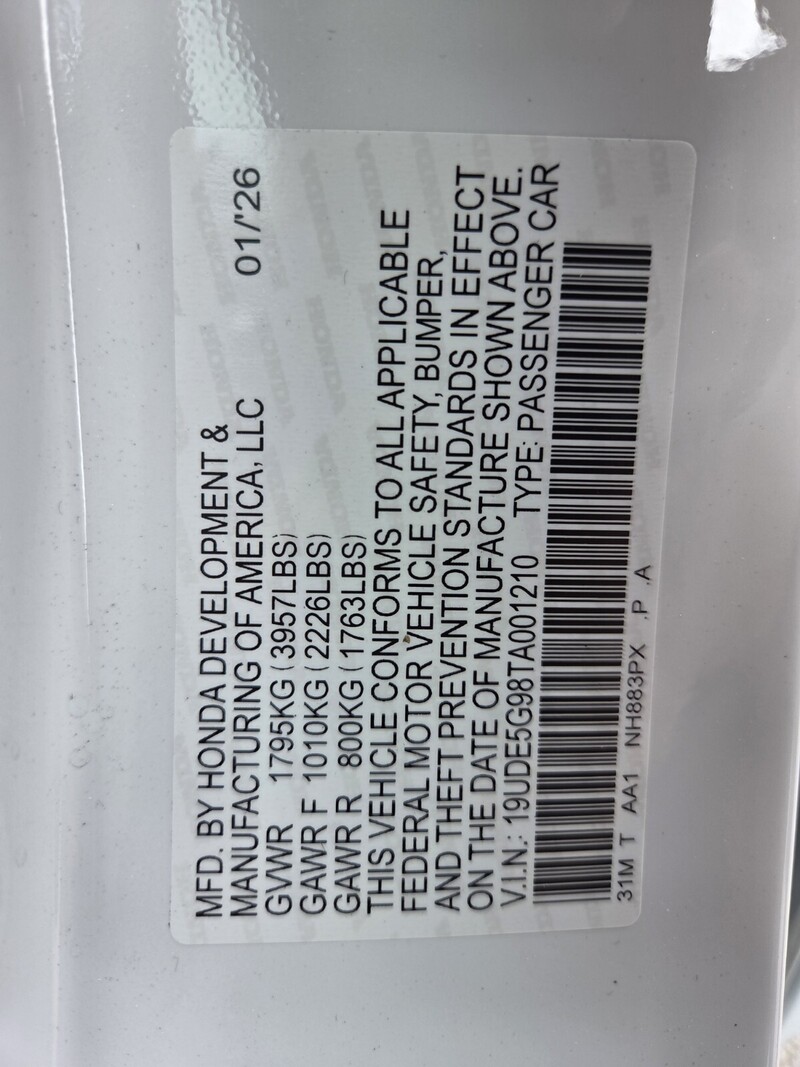 MFD. BY HONDA DEVELOPMENT &
MANUFACTURING OF AMERICA, LLC 01/'26
GVWR 1795KG (3957LBS)
GAWR F 1010KG (2226LBS)
GAWR R 800KG (1763LBS)
THIS VEHICLE CONFORMS TO ALL APPLICABLE
FEDERAL MOTOR VEHICLE SAFETY, BUMPER,
AND THEFT PREVENTION STANDARDS IN EFFECT
ON THE DATE OF MANUFACTURE SHOWN ABOVE.
V.I.N.: 19UDE5G98TA001210 TYPE: PASSENGER CAR
31M T AA1 NH883PX .P .A